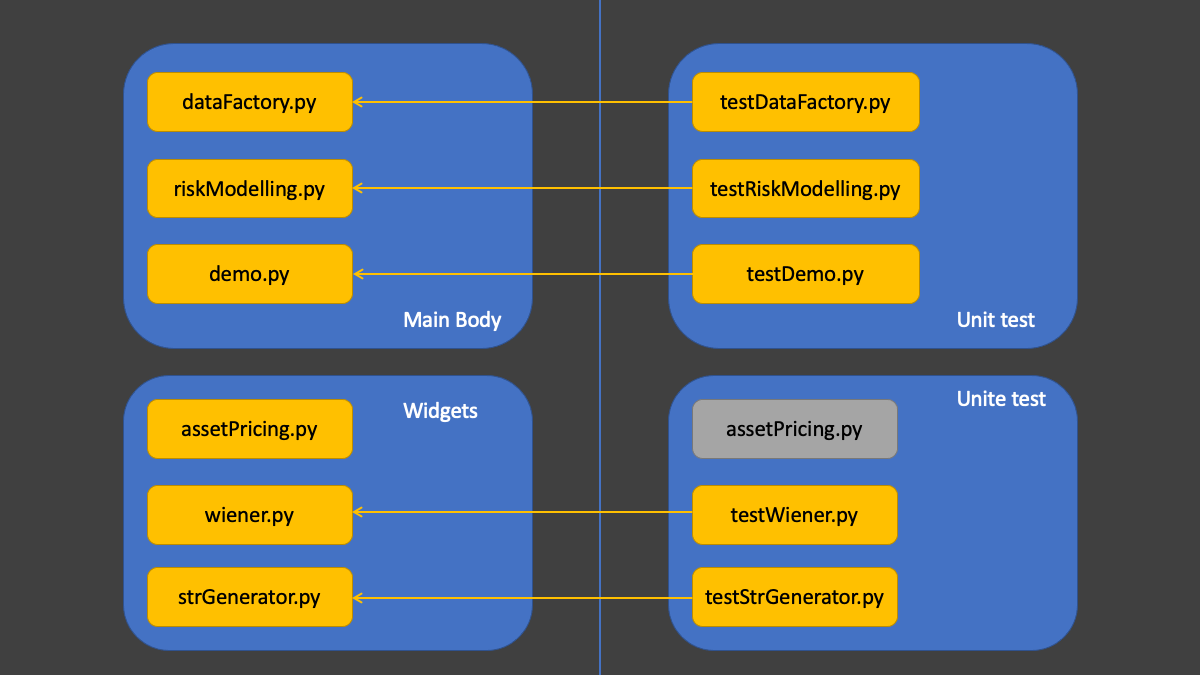 dataFactory.py
testDataFactory.py
riskModelling.py
testRiskModelling.py
demo.py
testDemo.py
Main Body
Unit test
Widgets
Unite test
assetPricing.py
assetPricing.py
wiener.py
testWiener.py
strGenerator.py
testStrGenerator.py